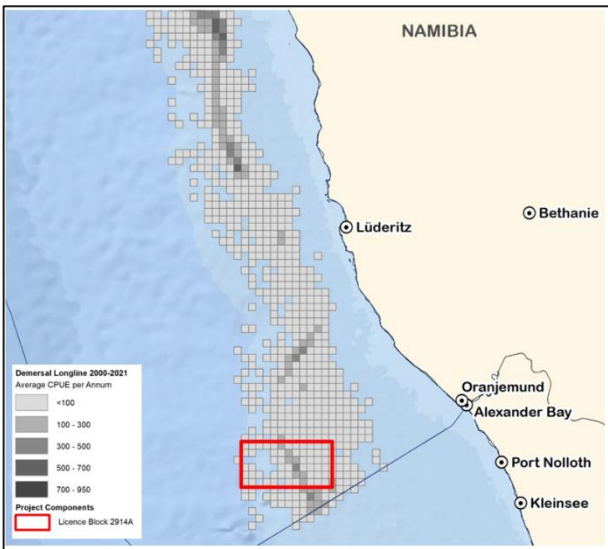 NAMIBIA
Bethanie
Lüderitz
Oranjemund
Alexander Bay
Port Nolloth
Kleinsee
Demersal Longline 2000-2021
Average CPUE per Annum
<100
100 - 300
300 - 500
500 - 700
700 - 950
Project Components
Licence Block 2914A